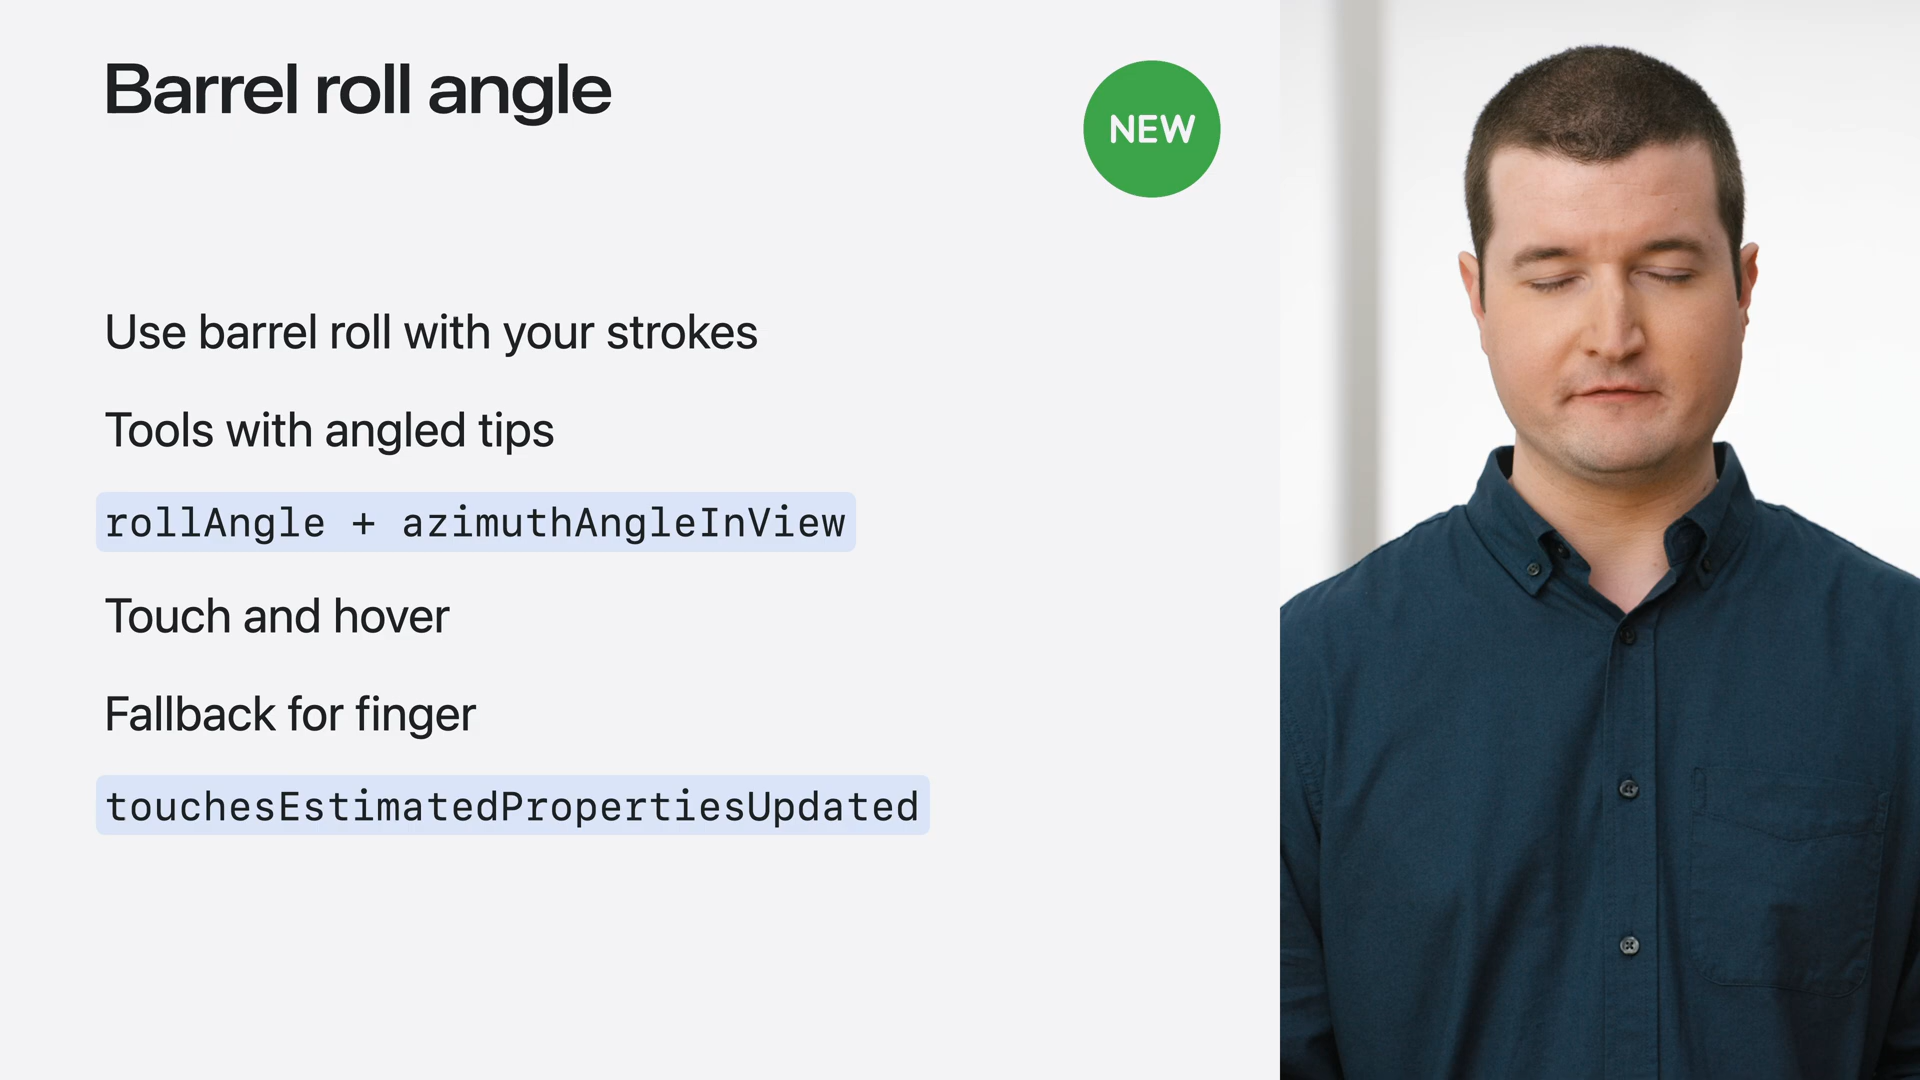 Barrel roll angle
NEW
Use barrel roll with your strokes
Tools with angled tips
rollAngle + azimuthAngleInView
Touch and hover
Fallback for finger
touchesEstimatedPropertiesUpdated